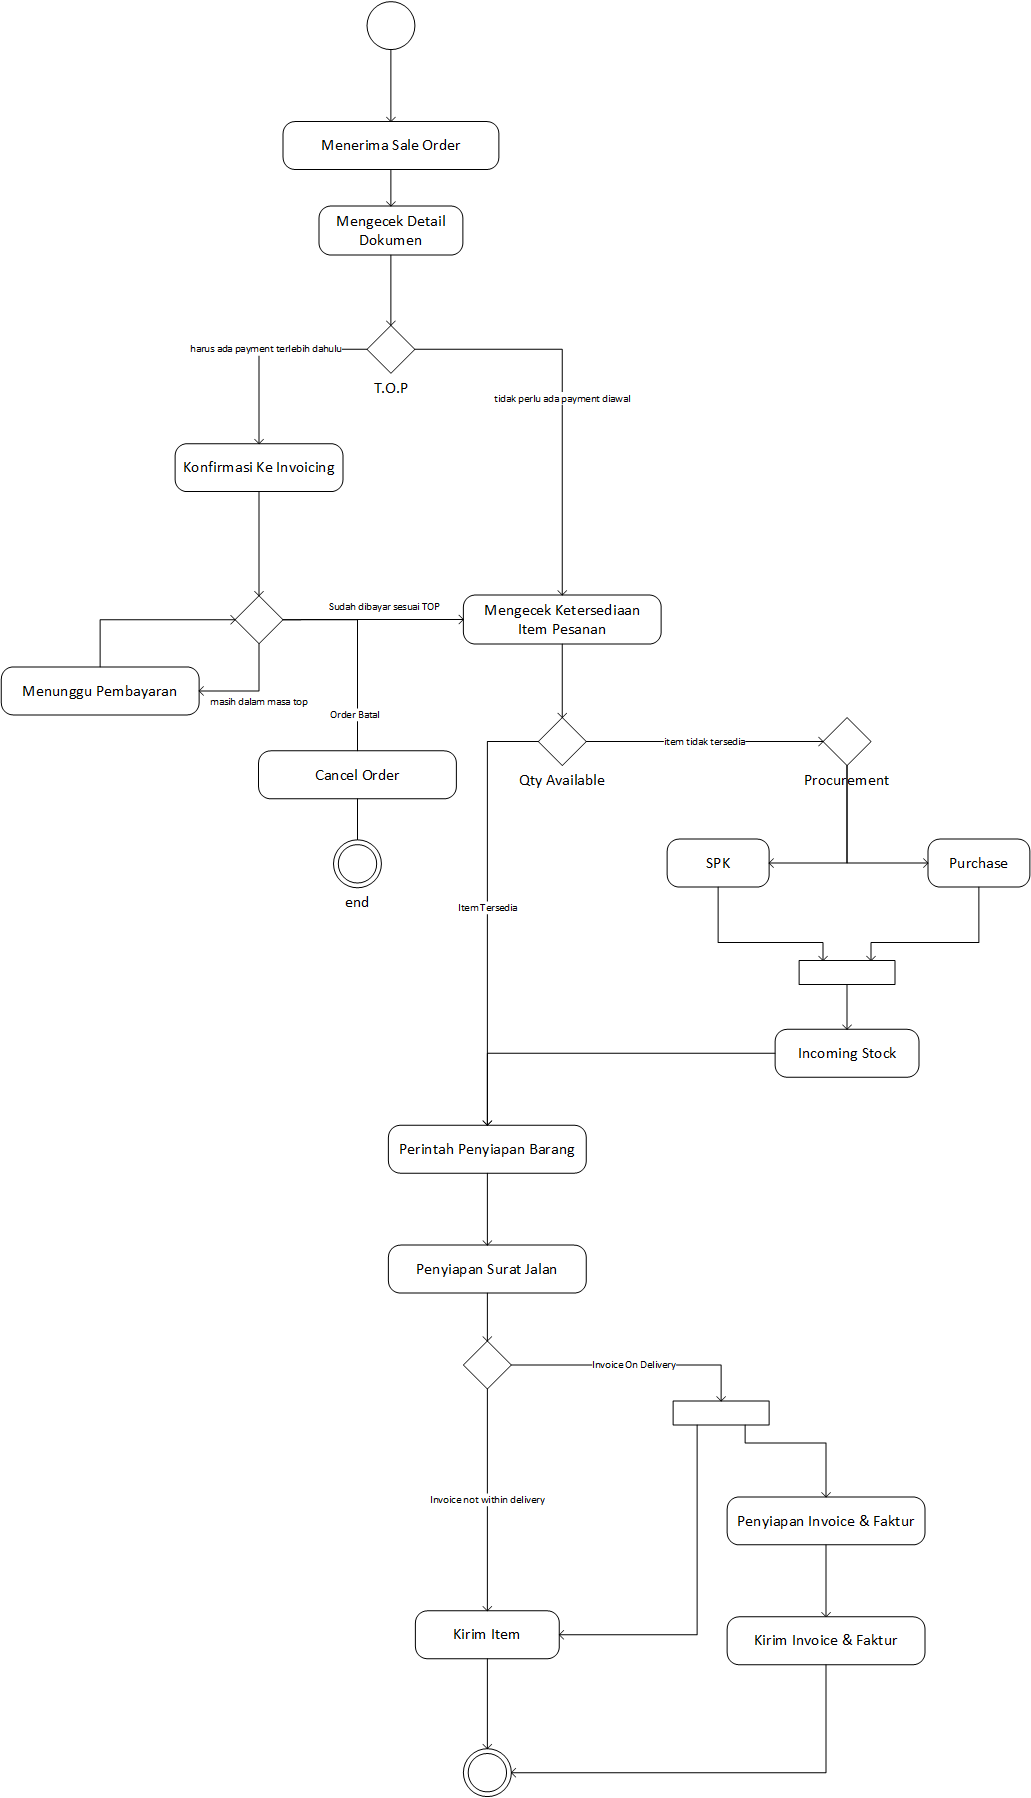 Menerima Sale Order
Mengecek Detail
Dokumen
harus ada payment terlebih dahulu
T.O.P
tidak perlu ada payment diawal
Konfirmasi Ke Invoicing
Sudah dibayar sesuai TOP
Mengecek Ketersediaan
Item Pesanan
Menunggu Pembayaran
masih dalam masa top
Order Batal
item tidak tersedia
Cancel Order
Qty Available
Procurement
SPK
Purchase
end
Item Tersedia
Incoming Stock
Perintah Penyiapan Barang
Penyiapan Surat Jalan
Invoice On Delivery
Invoice not within delivery
Penyiapan Invoice & Faktur
Kirim Item
Kirim Invoice & Faktur